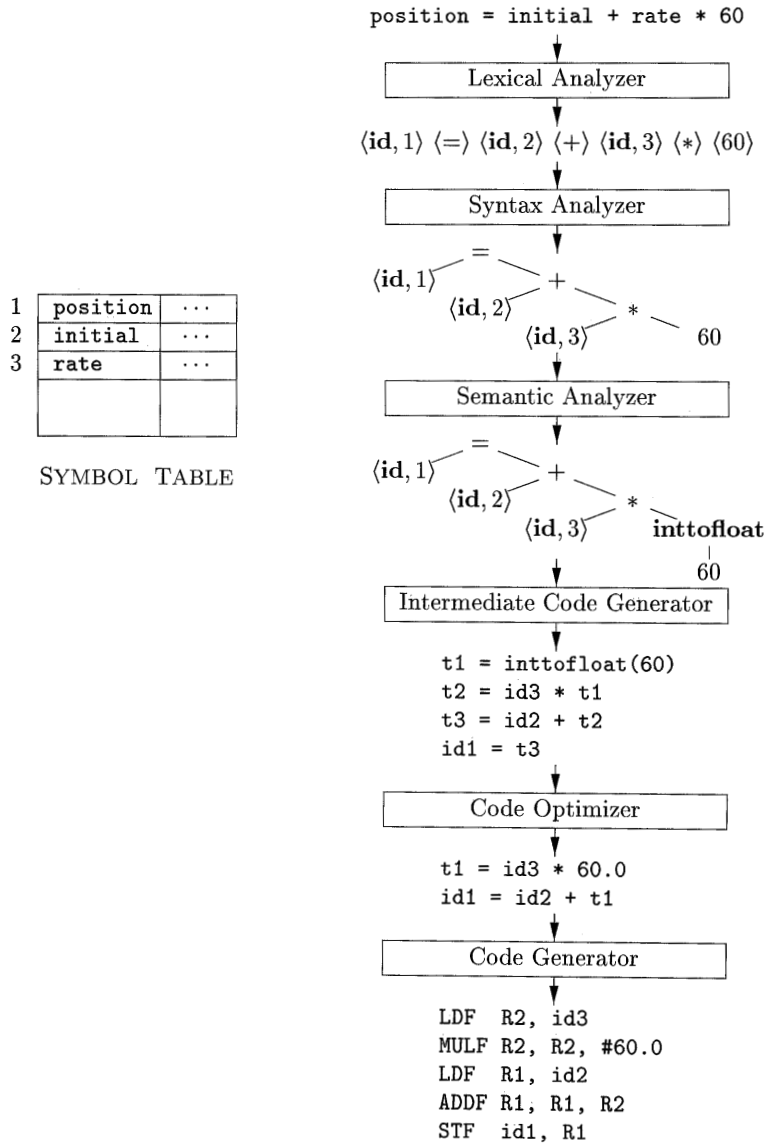 position = initial + rate * 60
Lexical Analyzer
⟨id, 1⟩ ⟨=⟩ ⟨id, 2⟩ ⟨+⟩ ⟨id, 3⟩ ⟨*⟩ ⟨60⟩
Syntax Analyzer
=
⟨id, 1⟩ +
⟨id, 2⟩ *
⟨id, 3⟩ 60
1 position ···
2 initial ···
3 rate ···
SYMBOL TABLE
Semantic Analyzer
=
⟨id, 1⟩ +
⟨id, 2⟩ *
⟨id, 3⟩ inttofloat
60
Intermediate Code Generator
t1 = inttofloat(60)
t2 = id3 * t1
t3 = id2 + t2
id1 = t3
Code Optimizer
t1 = id3 * 60.0
id1 = id2 + t1
Code Generator
LDF R2, id3
MULF R2, R2, #60.0
LDF R1, id2
ADDF R1, R1, R2
STF id1, R1